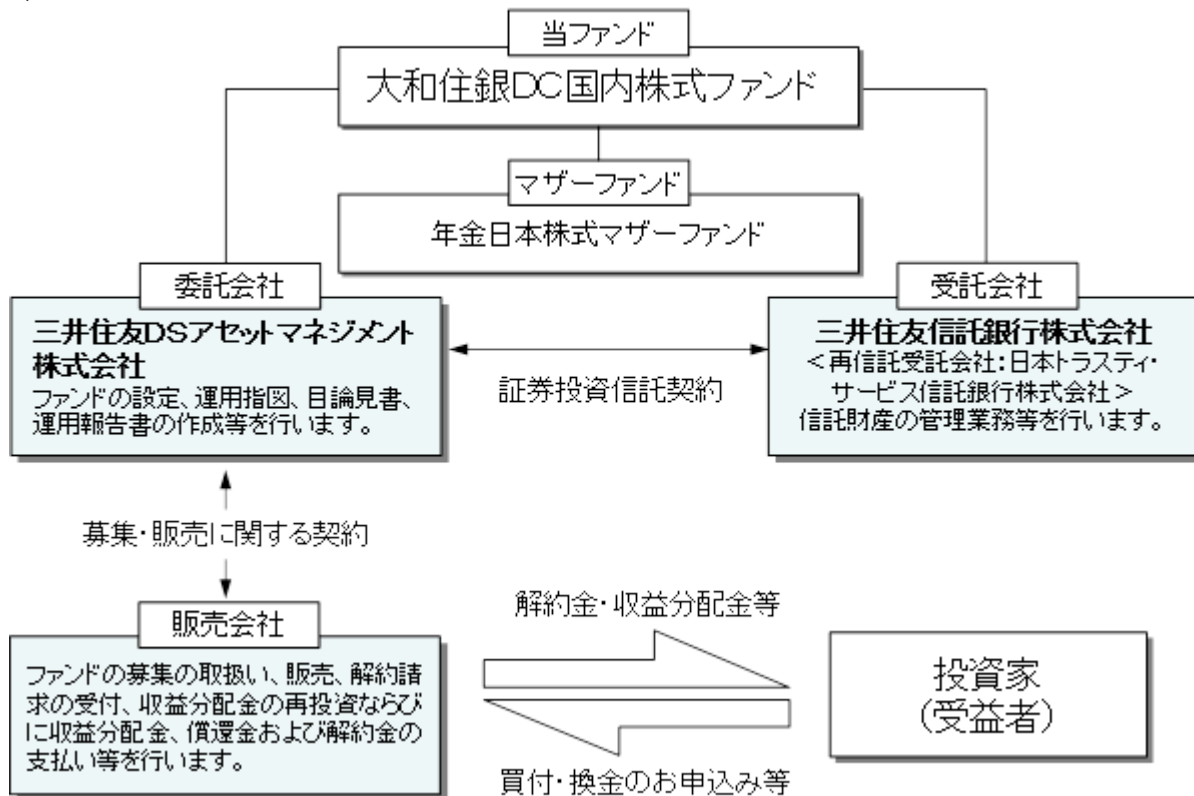 当ファンド
大和住銀DC国内株式ファンド
マザーファンド
年金日本株式マザーファンド
委託会社
三井住友DSアセットマネジメント
株式会社
ファンドの設定、運用指図、目論見書、
運用報告書の作成等を行います。
証券投資信託契約
受託会社
三井住友信託銀行株式会社
<再信託受託会社:日本トラスティ・
サービス信託銀行株式会社>
信託財産の管理業務等を行います。
募集・販売に関する契約
販売会社
ファンドの募集の取扱い、販売、解約請
求の受付、収益分配金の再投資ならび
に収益分配金、償還金および解約金の
支払い等を行います。
解約金・収益分配金等
買付・換金のお申込み等
投資家
(受益者)